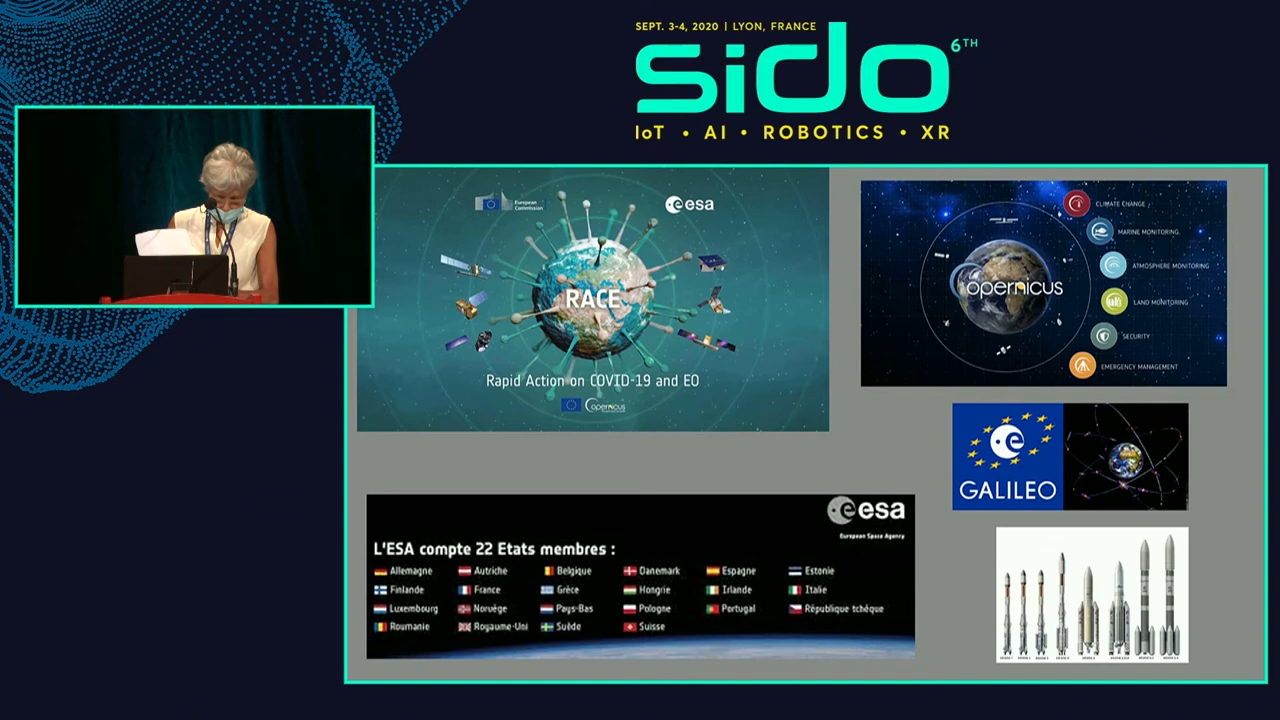 SEPT. 3-4, 2020 | LYON, FRANCE
sido 6TH
IoT • AI • ROBOTICS • XR
European
Commission
esa
RACE
Rapid Action on COVID-19 and EO
opernicus
opernicus
CLIMATE CHANGE
MARINE MONITORING
ATMOSPHERE MONITORING
LAND MONITORING
SECURITY
EMERGENCY MANAGEMENT
GALILEO
esa
European Space Agency
L'ESA compte 22 Etats membres :
Allemagne Autriche Belgique Danemark Espagne Estonie
Finlande France Grèce Hongrie Irlande Italie
Luxembourg Norvège Pays-Bas Pologne Portugal République tchèque
Roumanie Royaume-Uni Suède Suisse